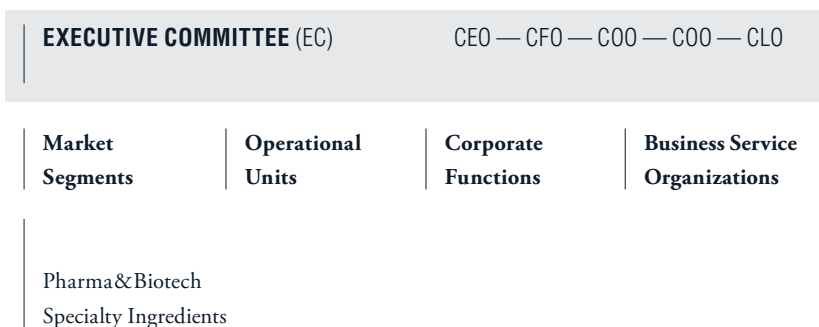 EXECUTIVE COMMITTEE (EC) CEO — CFO — COO — COO — CLO
Market Segments
Operational Units
Corporate Functions
Business Service Organizations
Pharma&Biotech
Specialty Ingredients